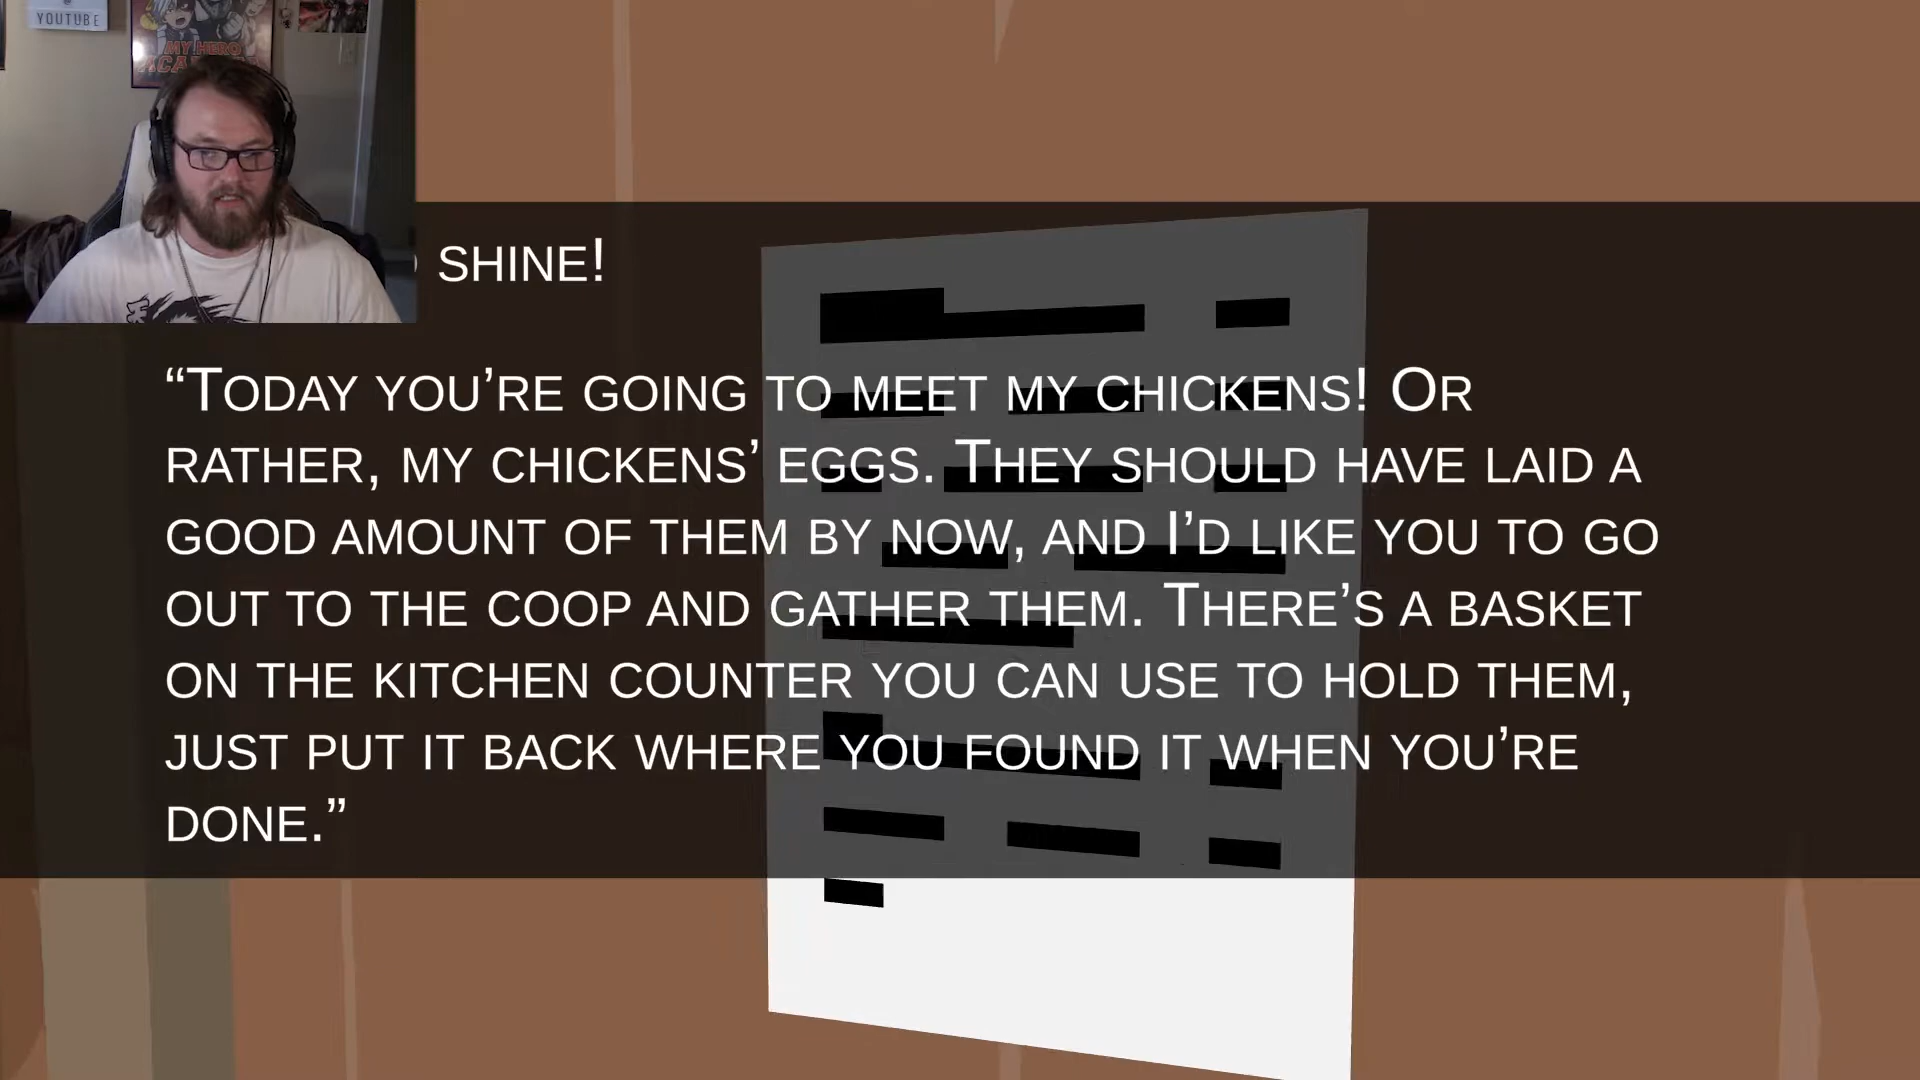 YOUTUBE
MY HERO
ACA
SHINE!
“TODAY YOU’RE GOING TO MEET MY CHICKENS! OR
RATHER, MY CHICKENS’ EGGS. THEY SHOULD HAVE LAID A
GOOD AMOUNT OF THEM BY NOW, AND I’D LIKE YOU TO GO
OUT TO THE COOP AND GATHER THEM. THERE’S A BASKET
ON THE KITCHEN COUNTER YOU CAN USE TO HOLD THEM,
JUST PUT IT BACK WHERE YOU FOUND IT WHEN YOU’RE
DONE.”